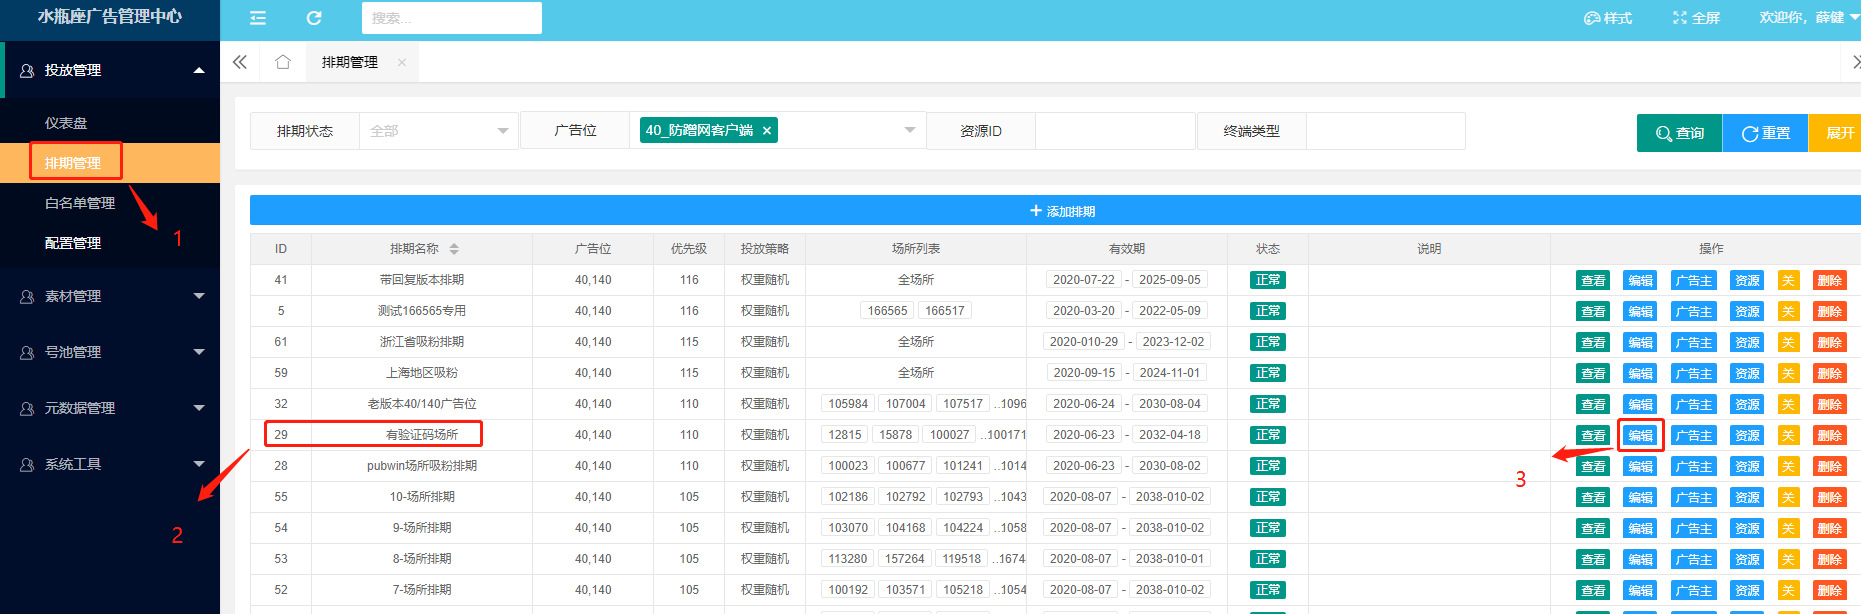 水瓶座广告管理中心
搜索...
样式 全屏 欢迎你，薛健
投放管理
仪表盘
排期管理
白名单管理
配置管理
素材管理
号池管理
元数据管理
系统工具
1
2
3
排期管理 ×
排期状态 全部 广告位 40_防蹭网客户端 × 资源ID 终端类型 查询 重置 展开
+ 添加排期
ID 排期名称 广告位 优先级 投放策略 场所列表 有效期 状态 说明 操作
41 带回复版本排期 40,140 116 权重随机 全场所 2020-07-22 - 2025-09-05 正常 查看 编辑 广告主 资源 关 删除
5 测试166565专用 40,140 116 权重随机 166565 166517 2020-03-20 - 2022-05-09 正常 查看 编辑 广告主 资源 关 删除
61 浙江省吸粉排期 40,140 115 权重随机 全场所 2020-010-29 - 2023-12-02 正常 查看 编辑 广告主 资源 关 删除
59 上海地区吸粉 40,140 115 权重随机 全场所 2020-09-15 - 2024-11-01 正常 查看 编辑 广告主 资源 关 删除
32 老版本40/140广告位 40,140 110 权重随机 105984 107004 107517 ..1096 2020-06-24 - 2030-08-04 正常 查看 编辑 广告主 资源 关 删除
29 有验证码场所 40,140 110 权重随机 12815 15878 100027 ..100171 2020-06-23 - 2032-04-18 正常 查看 编辑 广告主 资源 关 删除
28 pubwin场所吸粉排期 40,140 110 权重随机 100023 100677 101241 ..1014 2020-06-23 - 2030-08-02 正常 查看 编辑 广告主 资源 关 删除
55 10-场所排期 40,140 105 权重随机 102186 102792 102793 ..1043 2020-08-07 - 2038-010-02 正常 查看 编辑 广告主 资源 关 删除
54 9-场所排期 40,140 105 权重随机 103070 104168 104224 ..1058 2020-08-07 - 2038-010-02 正常 查看 编辑 广告主 资源 关 删除
53 8-场所排期 40,140 105 权重随机 113280 157264 119518 ..1674 2020-08-07 - 2038-010-01 正常 查看 编辑 广告主 资源 关 删除
52 7-场所排期 40,140 105 权重随机 100192 103571 105218 ..1054 2020-08-07 - 2038-010-02 正常 查看 编辑 广告主 资源 关 删除